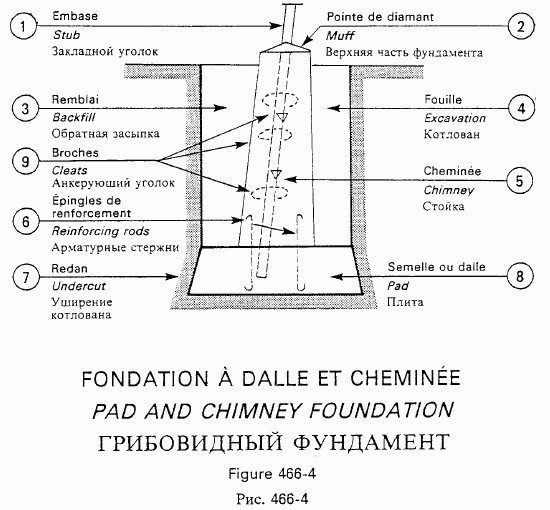 1
Embase
Stub
Закладной уголок
Pointe de diamant
Muff
Верхняя часть фундамента
2
3
Remblai
Backfill
Обратная засыпка
Fouille
Excavation
Котлован
4
9
Broches
Cleats
Анкерующий уголок
Cheminée
Chimney
Стойка
5
6
Épingles de
renforcement
Reinforcing rods
Арматурные стержни
7
Redan
Undercut
Уширение
котлована
Semelle ou dalle
Pad
Плита
8
FONDATION À DALLE ET CHEMINÉE
PAD AND CHIMNEY FOUNDATION
ГРИБОВИДНЫЙ ФУНДАМЕНТ
Figure 466-4
Рис. 466-4